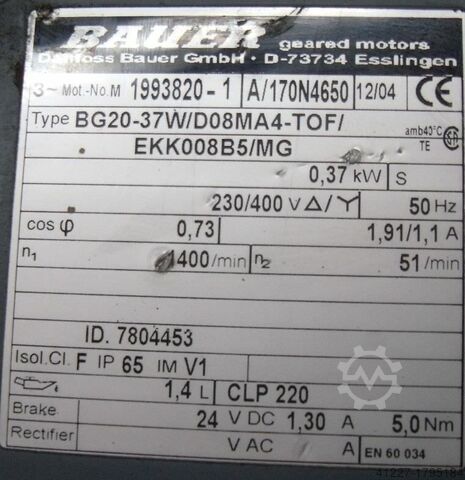 BAUER geared motors
Danfoss Bauer GmbH · D-73734 Esslingen
3~ Mot.-No.M 1993820-1 A/170N4650 12/04 CE
Type BG20-37W/D08MA4-TOF/ amb40°C
EKK008B5/MG TE
0,37 kW S
230/400 V Δ/Y 50 Hz
cos φ 0,73 1,91/1,1 A
n1 1400/min n2 51/min
ID. 7804453
Isol.Cl. F IP 65 IM V1
1,4 L CLP 220
Brake 24 V DC 1,30 A 5,0 Nm
Rectifier V AC A EN 60 034
41227-1795184